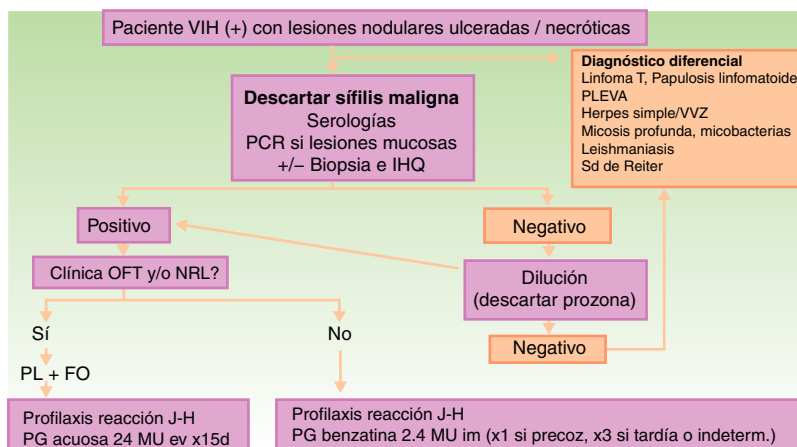 Paciente VIH (+) con lesiones nodulares ulceradas / necróticas
Diagnóstico diferencial
Linfoma T, Papulosis linfomatoide
PLEVA
Herpes simple/VVZ
Micosis profunda, micobacterias
Leishmaniasis
Sd de Reiter
Descartar sífilis maligna
Serologías
PCR si lesiones mucosas
+/− Biopsia e IHQ
Positivo
Negativo
Clínica OFT y/o NRL?
Dilución
(descartar prozona)
Sí
No
Negativo
PL + FO
Profilaxis reacción J-H
PG acuosa 24 MU ev x15d
Profilaxis reacción J-H
PG benzatina 2.4 MU im (x1 si precoz, x3 si tardía o indeterm.)